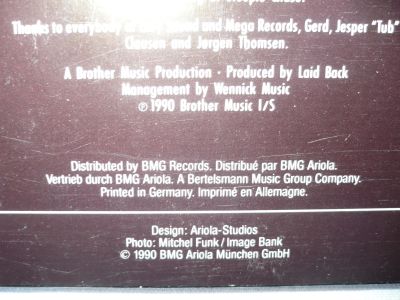 Thanks to everybody at and Mega Records, Gerd, Jesper "Tub"
Clausen and Jørgen Thomsen.
A Brother Music Production · Produced by Laid Back
Management by Wennick Music
℗ 1990 Brother Music I/S
Distributed by BMG Records. Distribué par BMG Ariola.
Vertrieb durch BMG Ariola. A Bertelsmann Music Group Company.
Printed in Germany. Imprimé en Allemagne.
Design: Ariola-Studios
Photo: Mitchel Funk / Image Bank
© 1990 BMG Ariola München GmbH